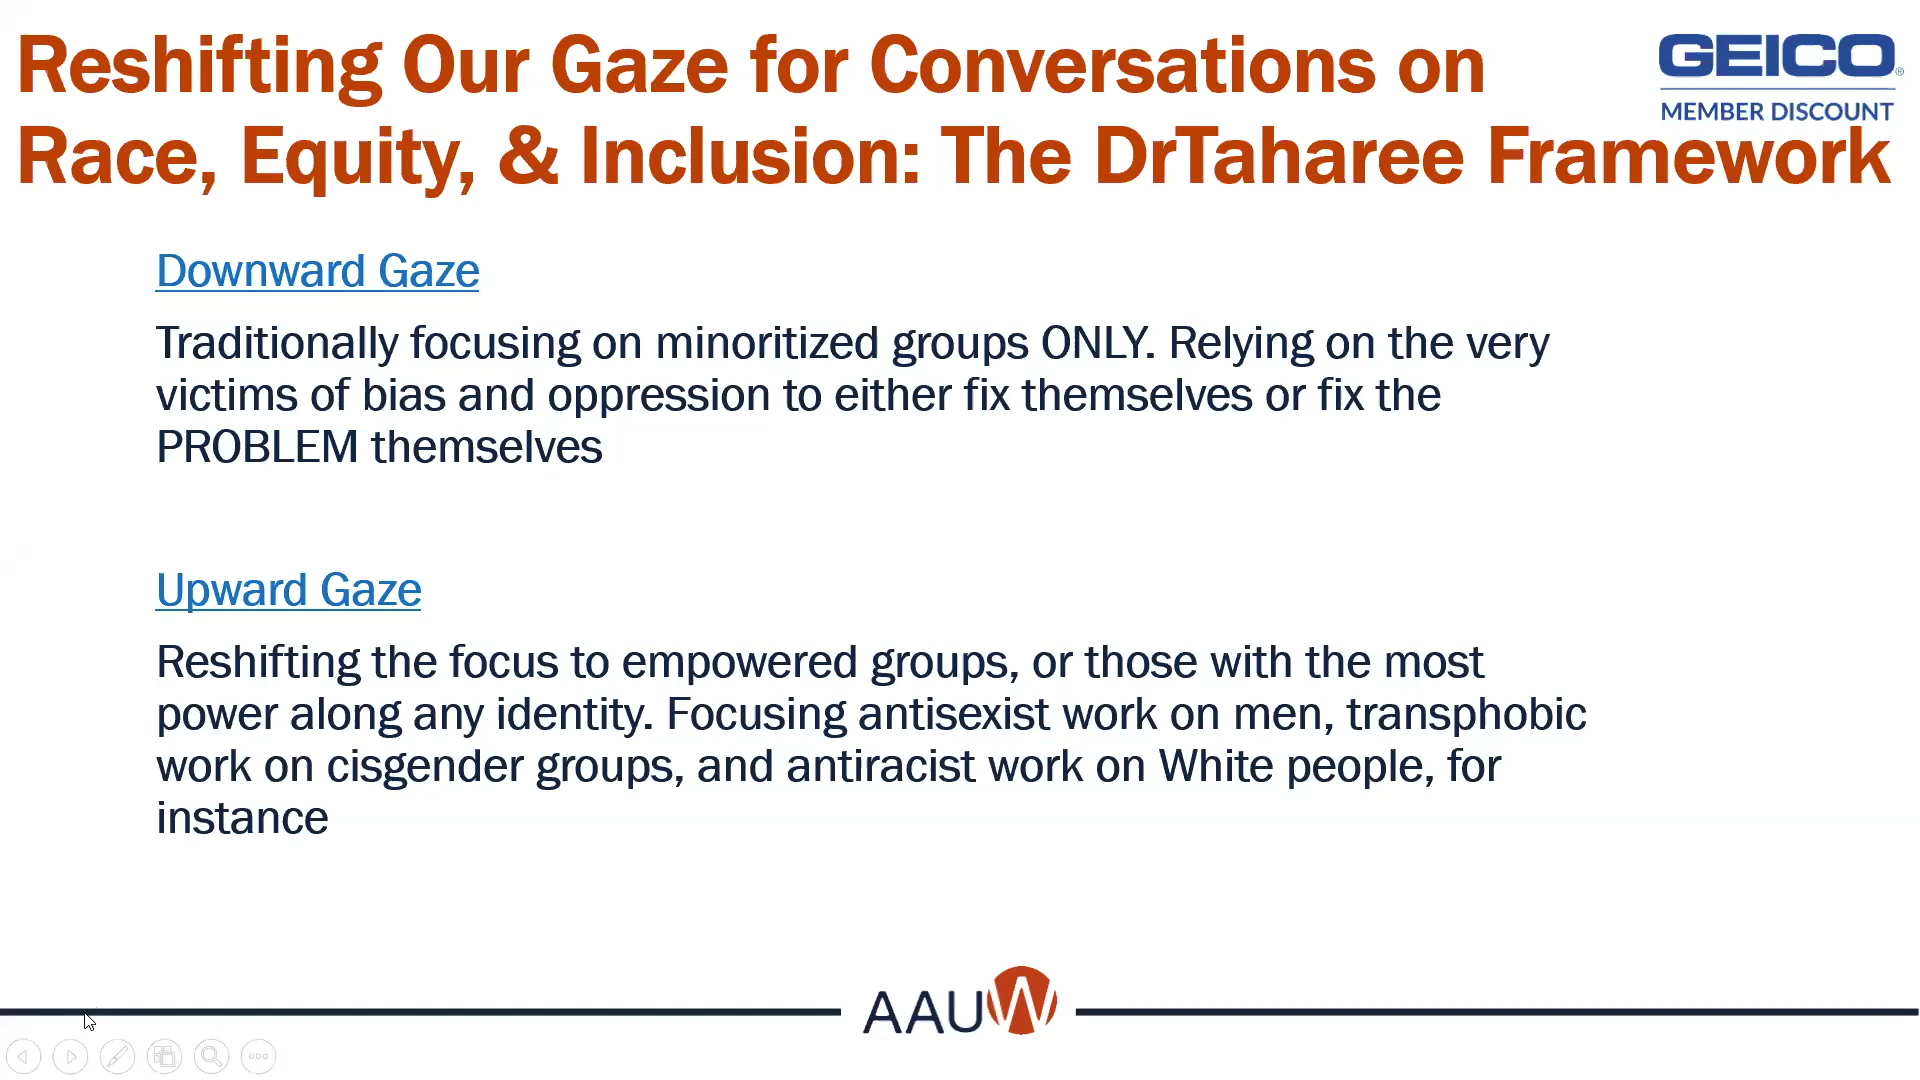 Reshifting Our Gaze for Conversations on
Race, Equity, & Inclusion: The DrTaharee Framework
GEICO®
MEMBER DISCOUNT
Downward Gaze
Traditionally focusing on minoritized groups ONLY. Relying on the very
victims of bias and oppression to either fix themselves or fix the
PROBLEM themselves
Upward Gaze
Reshifting the focus to empowered groups, or those with the most
power along any identity. Focusing antisexist work on men, transphobic
work on cisgender groups, and antiracist work on White people, for
instance
AAUW